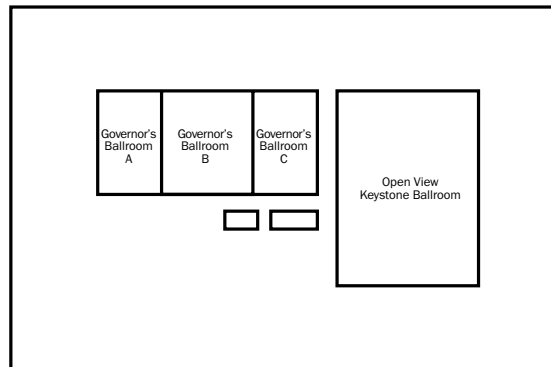 Governor's
Ballroom
A
Governor's
Ballroom
B
Governor's
Ballroom
C
Open View
Keystone Ballroom